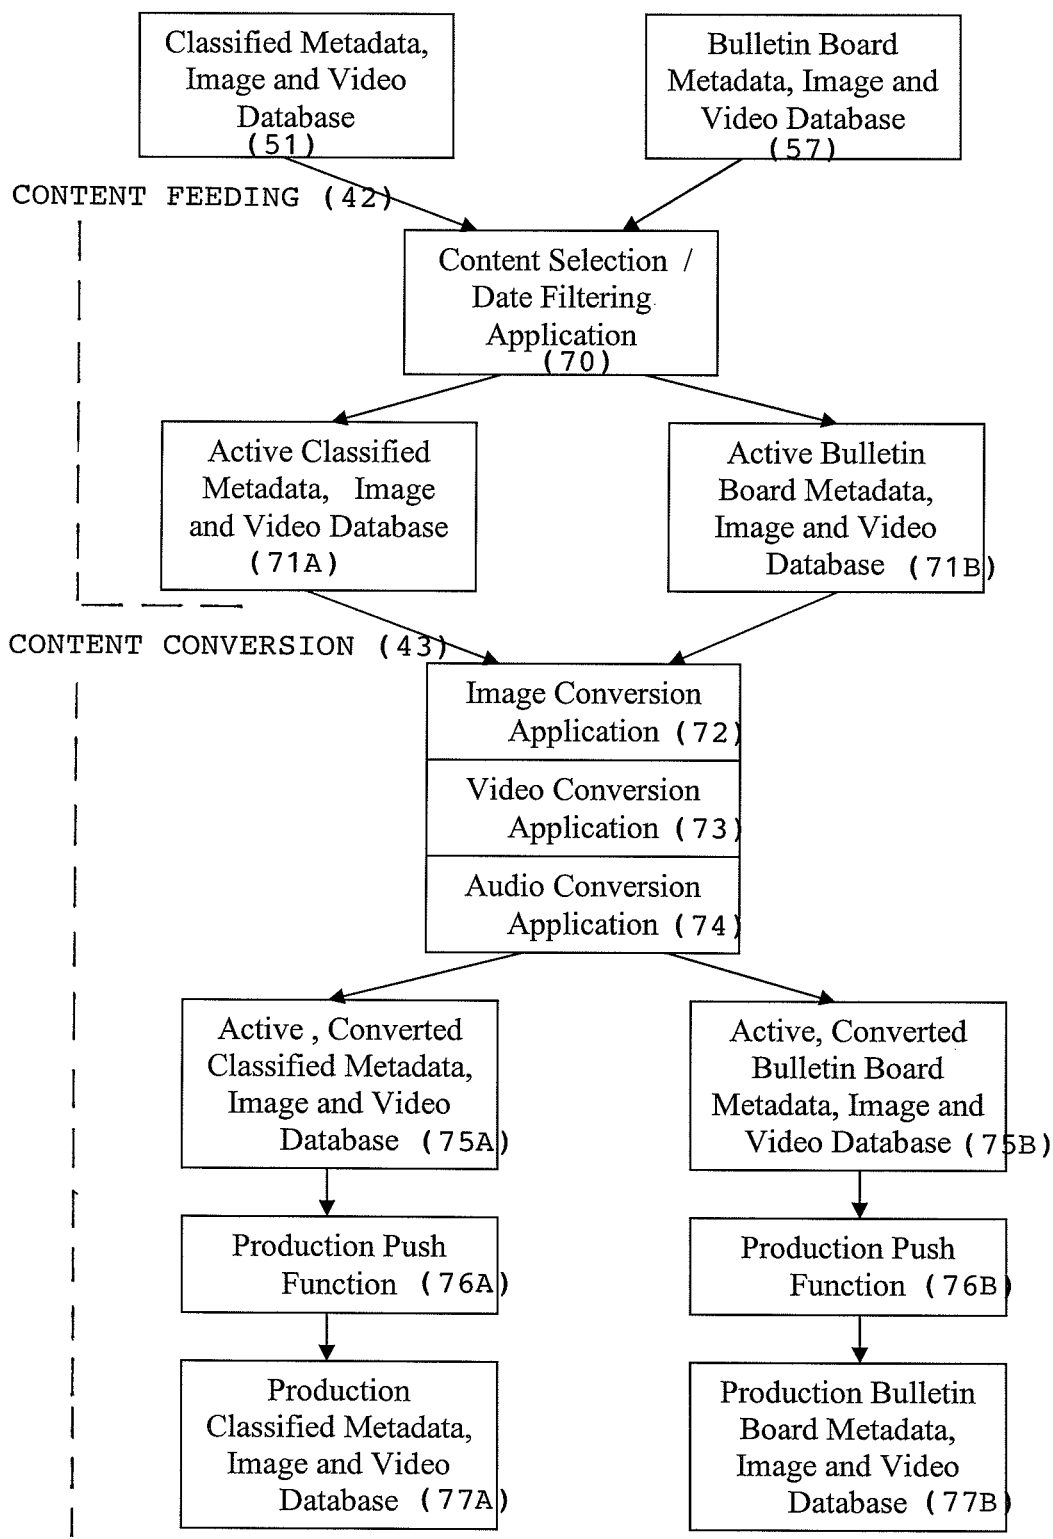 Classified Metadata,
Image and Video
Database
(51)
Bulletin Board
Metadata, Image and
Video Database
(57)
CONTENT FEEDING (42)
Content Selection /
Date Filtering
Application
(70)
Active Classified
Metadata, Image
and Video Database
(71A)
Active Bulletin
Board Metadata,
Image and Video
Database (71B)
CONTENT CONVERSION (43)
Image Conversion
Application (72)
Video Conversion
Application (73)
Audio Conversion
Application (74)
Active , Converted
Classified Metadata,
Image and Video
Database (75A)
Active, Converted
Bulletin Board
Metadata, Image and
Video Database (75B)
Production Push
Function (76A)
Production Push
Function (76B)
Production
Classified Metadata,
Image and Video
Database (77A)
Production Bulletin
Board Metadata,
Image and Video
Database (77B)